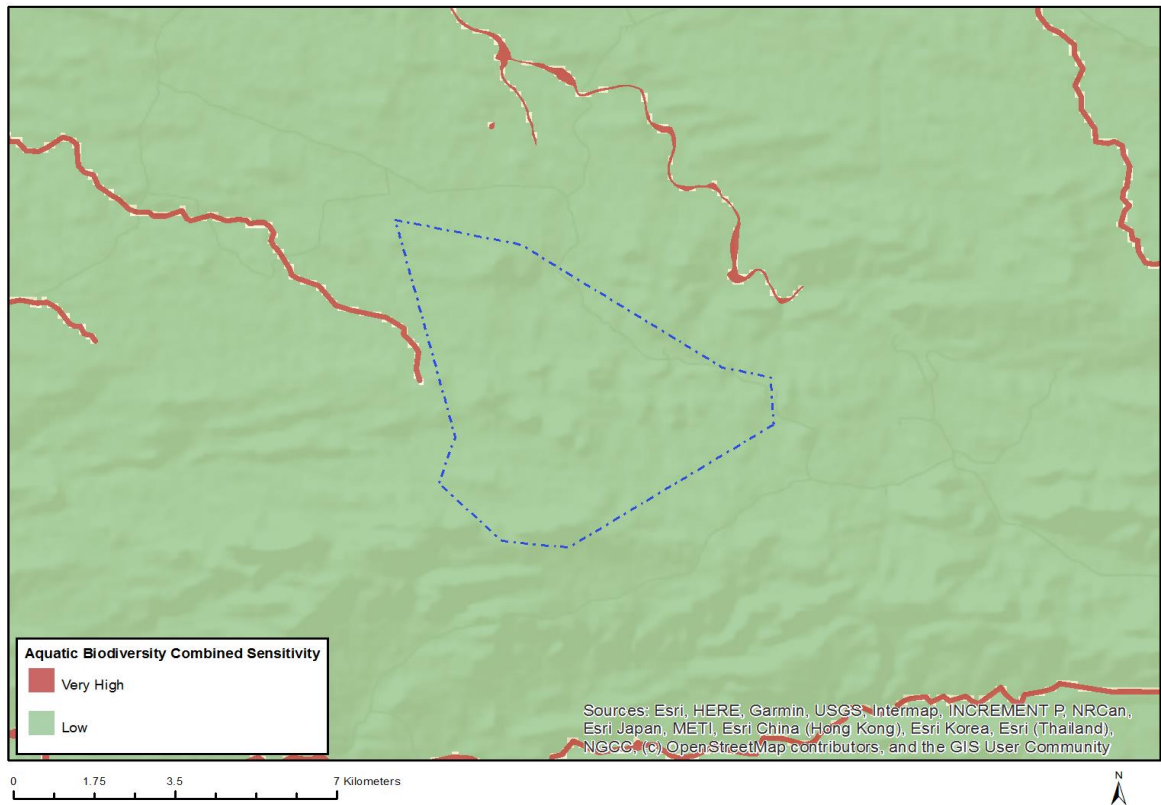 Aquatic Biodiversity Combined Sensitivity
Very High
Low
Sources: Esri, HERE, Garmin, USGS, Intermap, INCREMENT P, NRCan,
Esri Japan, METI, Esri China (Hong Kong), Esri Korea, Esri (Thailand),
NGCC, (c) OpenStreetMap contributors, and the GIS User Community
0 1.75 3.5 7 Kilometers
N